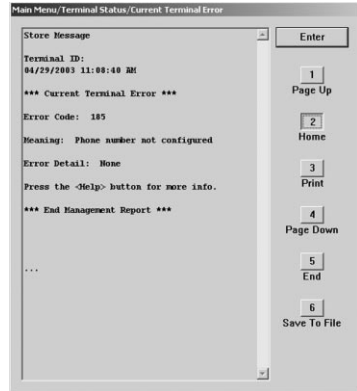 Main Menu/Terminal Status/Current Terminal Error
Store Message
Terminal ID:
04/29/2003 11:08:40 AM
*** Current Terminal Error ***
Error Code: 185
Meaning: Phone number not configured
Error Detail: None
Press the <Help> button for more info.
*** End Management Report ***
...
Enter
1
Page Up
2
Home
3
Print
4
Page Down
5
End
6
Save To File